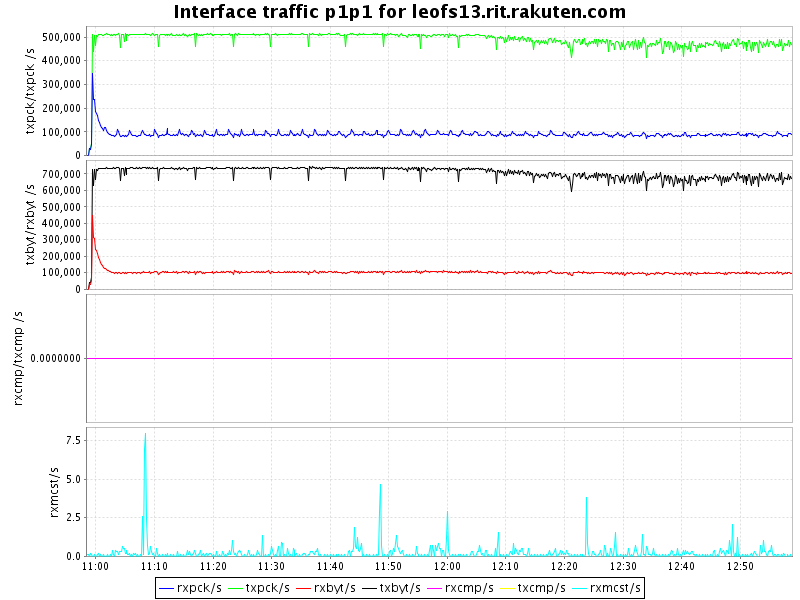 Interface traffic p1p1 for leofs13.rit.rakuten.com
txpck/txpck /s
500,000
400,000
300,000
200,000
100,000
0
txbyt/rxbyt /s
700,000
600,000
500,000
400,000
300,000
200,000
100,000
0
rxcmp/txcmp /s
0.0000000
rxmcst/s
7.5
5.0
2.5
0.0
11:00 11:10 11:20 11:30 11:40 11:50 12:00 12:10 12:20 12:30 12:40 12:50
rxpck/s txpck/s rxbyt/s txbyt/s rxcmp/s txcmp/s rxmcst/s